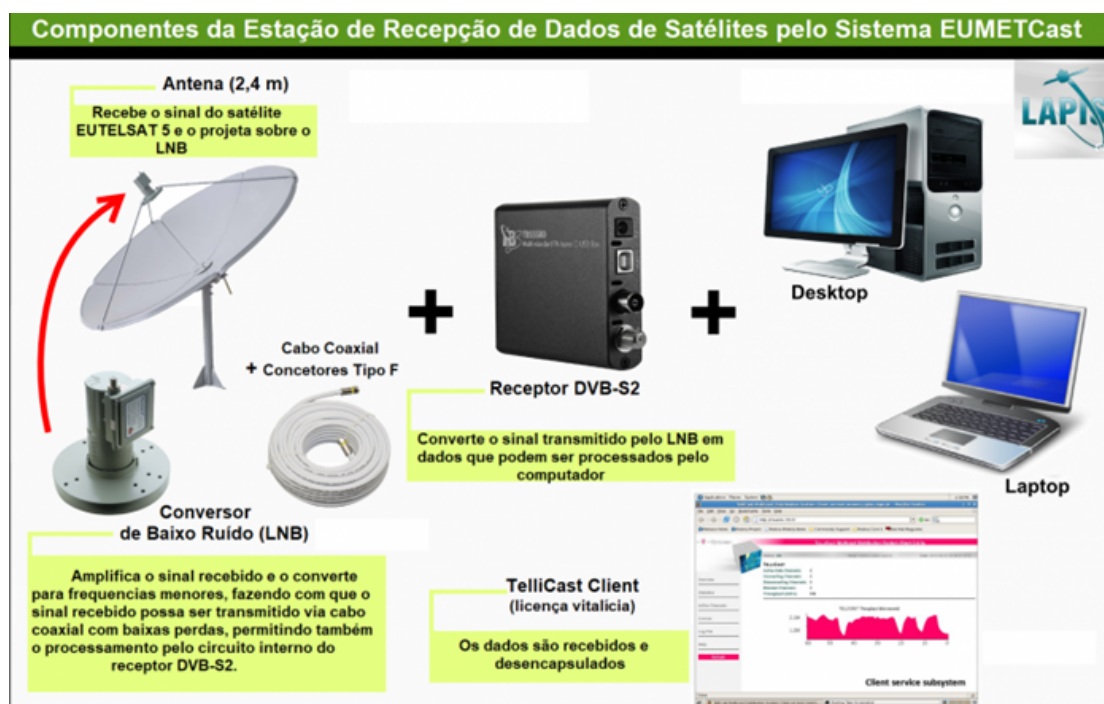 Componentes da Estação de Recepção de Dados de Satélites pelo Sistema EUMETCast
Antena (2,4 m)
Recebe o sinal do satélite
EUTELSAT 5 e o projeta sobre o
LNB
LAPIS
Desktop
Cabo Coaxial
+ Concetores Tipo F
+
+
Receptor DVB-S2
Converte o sinal transmitido pelo LNB em
dados que podem ser processados pelo
computador
Laptop
Conversor
de Baixo Ruído (LNB)
Amplifica o sinal recebido e o converte
para frequencias menores, fazendo com que o
sinal recebido possa ser transmitido via cabo
coaxial com baixas perdas, permitindo também
o processamento pelo circuito interno do
receptor DVB-S2.
TelliCast Client
(licença vitalícia)
Os dados são recebidos e
desencapsulados
Client service subsystem